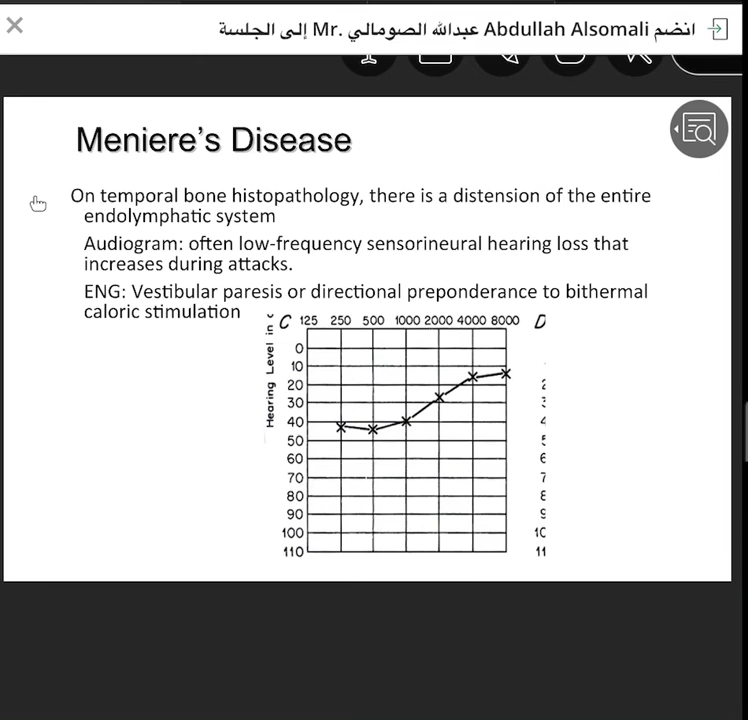 انضم Abdullah Alsomali عبدالله الصومالي .Mr إلى الجلسة
Meniere's Disease
On temporal bone histopathology, there is a distension of the entire
endolymphatic system
Audiogram: often low-frequency sensorineural hearing loss that
increases during attacks.
ENG: Vestibular paresis or directional preponderance to bithermal
caloric stimulation
C 125 250 500 1000 2000 4000 8000 D
Hearing Level in
0
10
20
30
40
50
60
70
80
90
100
110